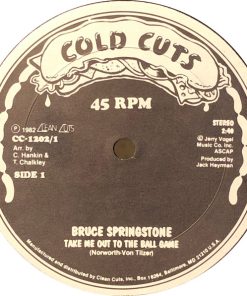 COLD CUTS
45 RPM
STEREO
2:40
℗ 1982 CLEAN CUTS
CC-1202/1
Arr. by
C. Hankin &
T. Chalkley
SIDE 1
© Jerry Vogel
Music Co. Inc.
ASCAP
Produced by
Jack Heyrman
BRUCE SPRINGSTONE
TAKE ME OUT TO THE BALL GAME
(Norworth-Von Tilzer)
Manufactured and distributed by Clean Cuts, Inc., Box 16264, Baltimore, MD 21210 U.S.A.